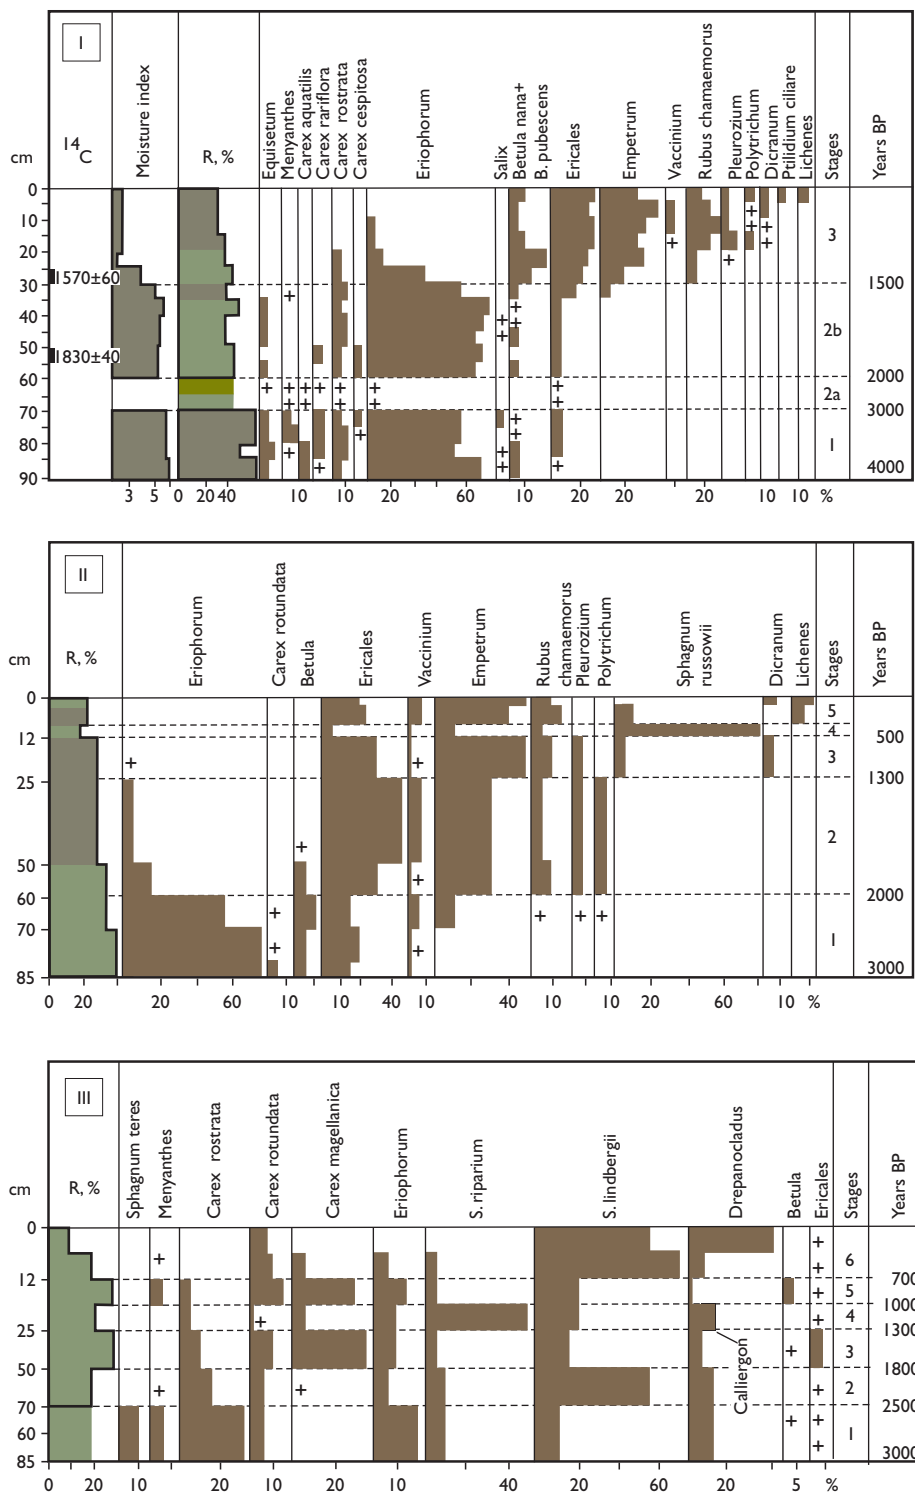 I
cm
14C
Moisture index
R, %
Equisetum
Menyanthes
Carex aquatilis
Carex rariflora
Carex rostrata
Carex cespitosa
Eriophorum
Salix
Betula nana+
B. pubescens
Ericales
Empetrum
Vaccinium
Rubus chamaemorus
Pleurozium
Polytrichum
Dicranum
Ptilidium ciliare
Lichenes
Stages
Years BP
0
10
20
3
1570±60
30
1500
40
2b
50
1830±40
60
2000
2a
70
3000
80
1
4000
90
3 5 0 20 40 10 10 20 60 10 20 20 20 10 10 %
II
cm
R, %
Eriophorum
Carex rotundata
Betula
Ericales
Vaccinium
Empetrum
Rubus
chamaemorus
Pleurozium
Polytrichum
Sphagnum
russowii
Dicranum
Lichenes
Stages
Years BP
0
5
4
12
500
3
25
1300
2
50
60
2000
70
1
3000
85
0 20 20 60 10 10 40 10 40 10 10 20 60 10 %
III
cm
R, %
Sphagnum teres
Menyanthes
Carex rostrata
Carex rotundata
Carex magellanica
Eriophorum
S. riparium
S. lindbergii
Drepanocladus
Betula
Ericales
Stages
Years BP
0
6
12
700
5
1000
4
25
1300
Calliergon
3
50
1800
2
70
2500
60
1
3000
85
0 20 10 20 10 20 10 40 20 60 20 5 %